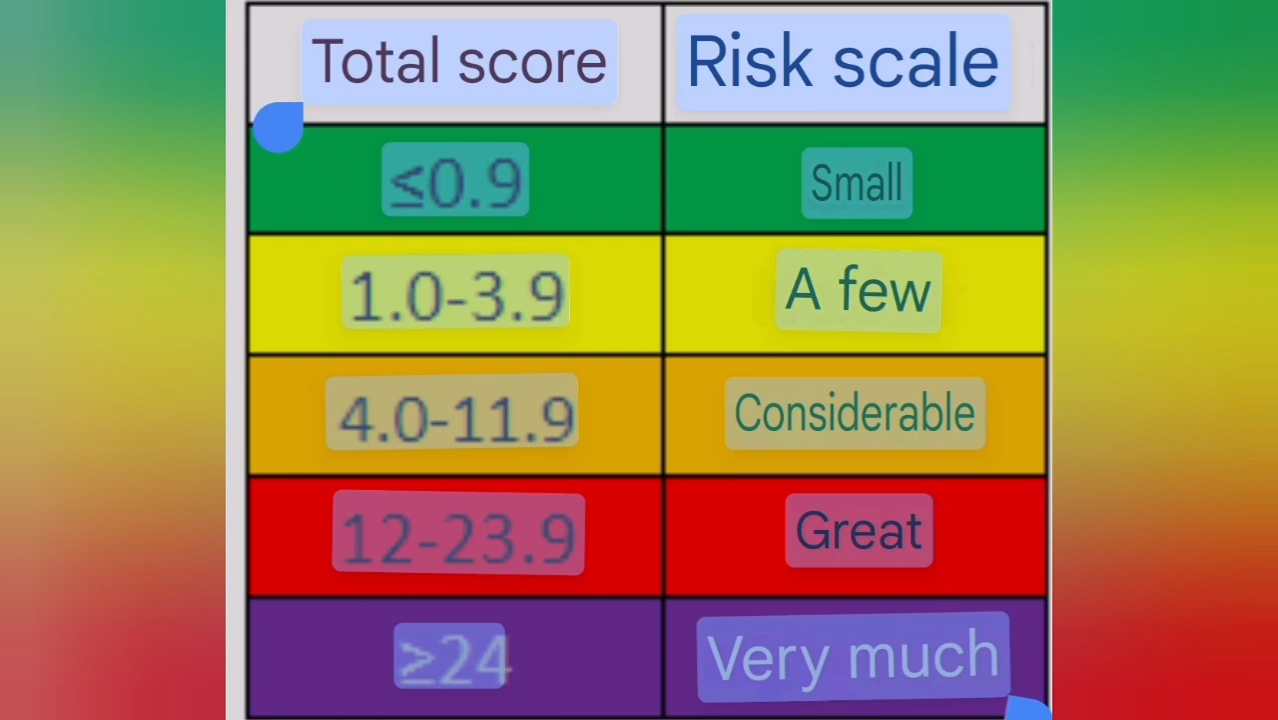 Total score Risk scale
≤0.9 Small
1.0-3.9 A few
4.0-11.9 Considerable
12-23.9 Great
≥24 Very much